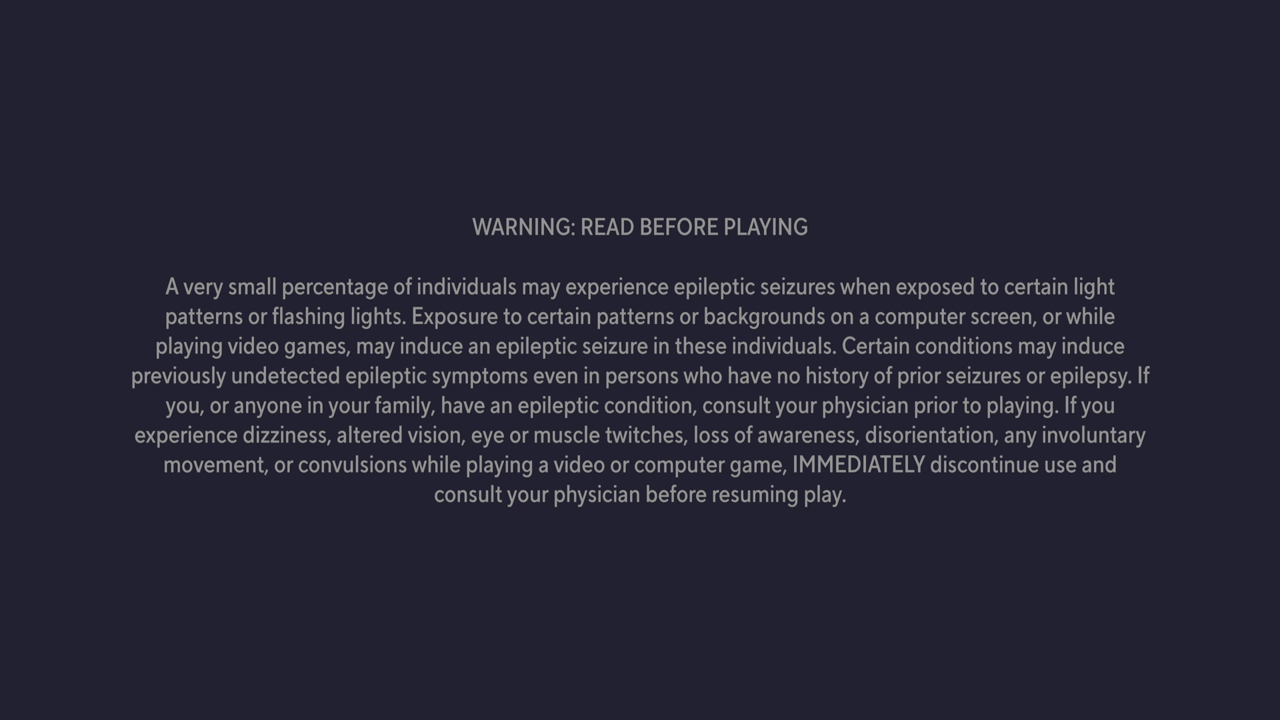 WARNING: READ BEFORE PLAYING
A very small percentage of individuals may experience epileptic seizures when exposed to certain light
patterns or flashing lights. Exposure to certain patterns or backgrounds on a computer screen, or while
playing video games, may induce an epileptic seizure in these individuals. Certain conditions may induce
previously undetected epileptic symptoms even in persons who have no history of prior seizures or epilepsy. If
you, or anyone in your family, have an epileptic condition, consult your physician prior to playing. If you
experience dizziness, altered vision, eye or muscle twitches, loss of awareness, disorientation, any involuntary
movement, or convulsions while playing a video or computer game, IMMEDIATELY discontinue use and
consult your physician before resuming play.